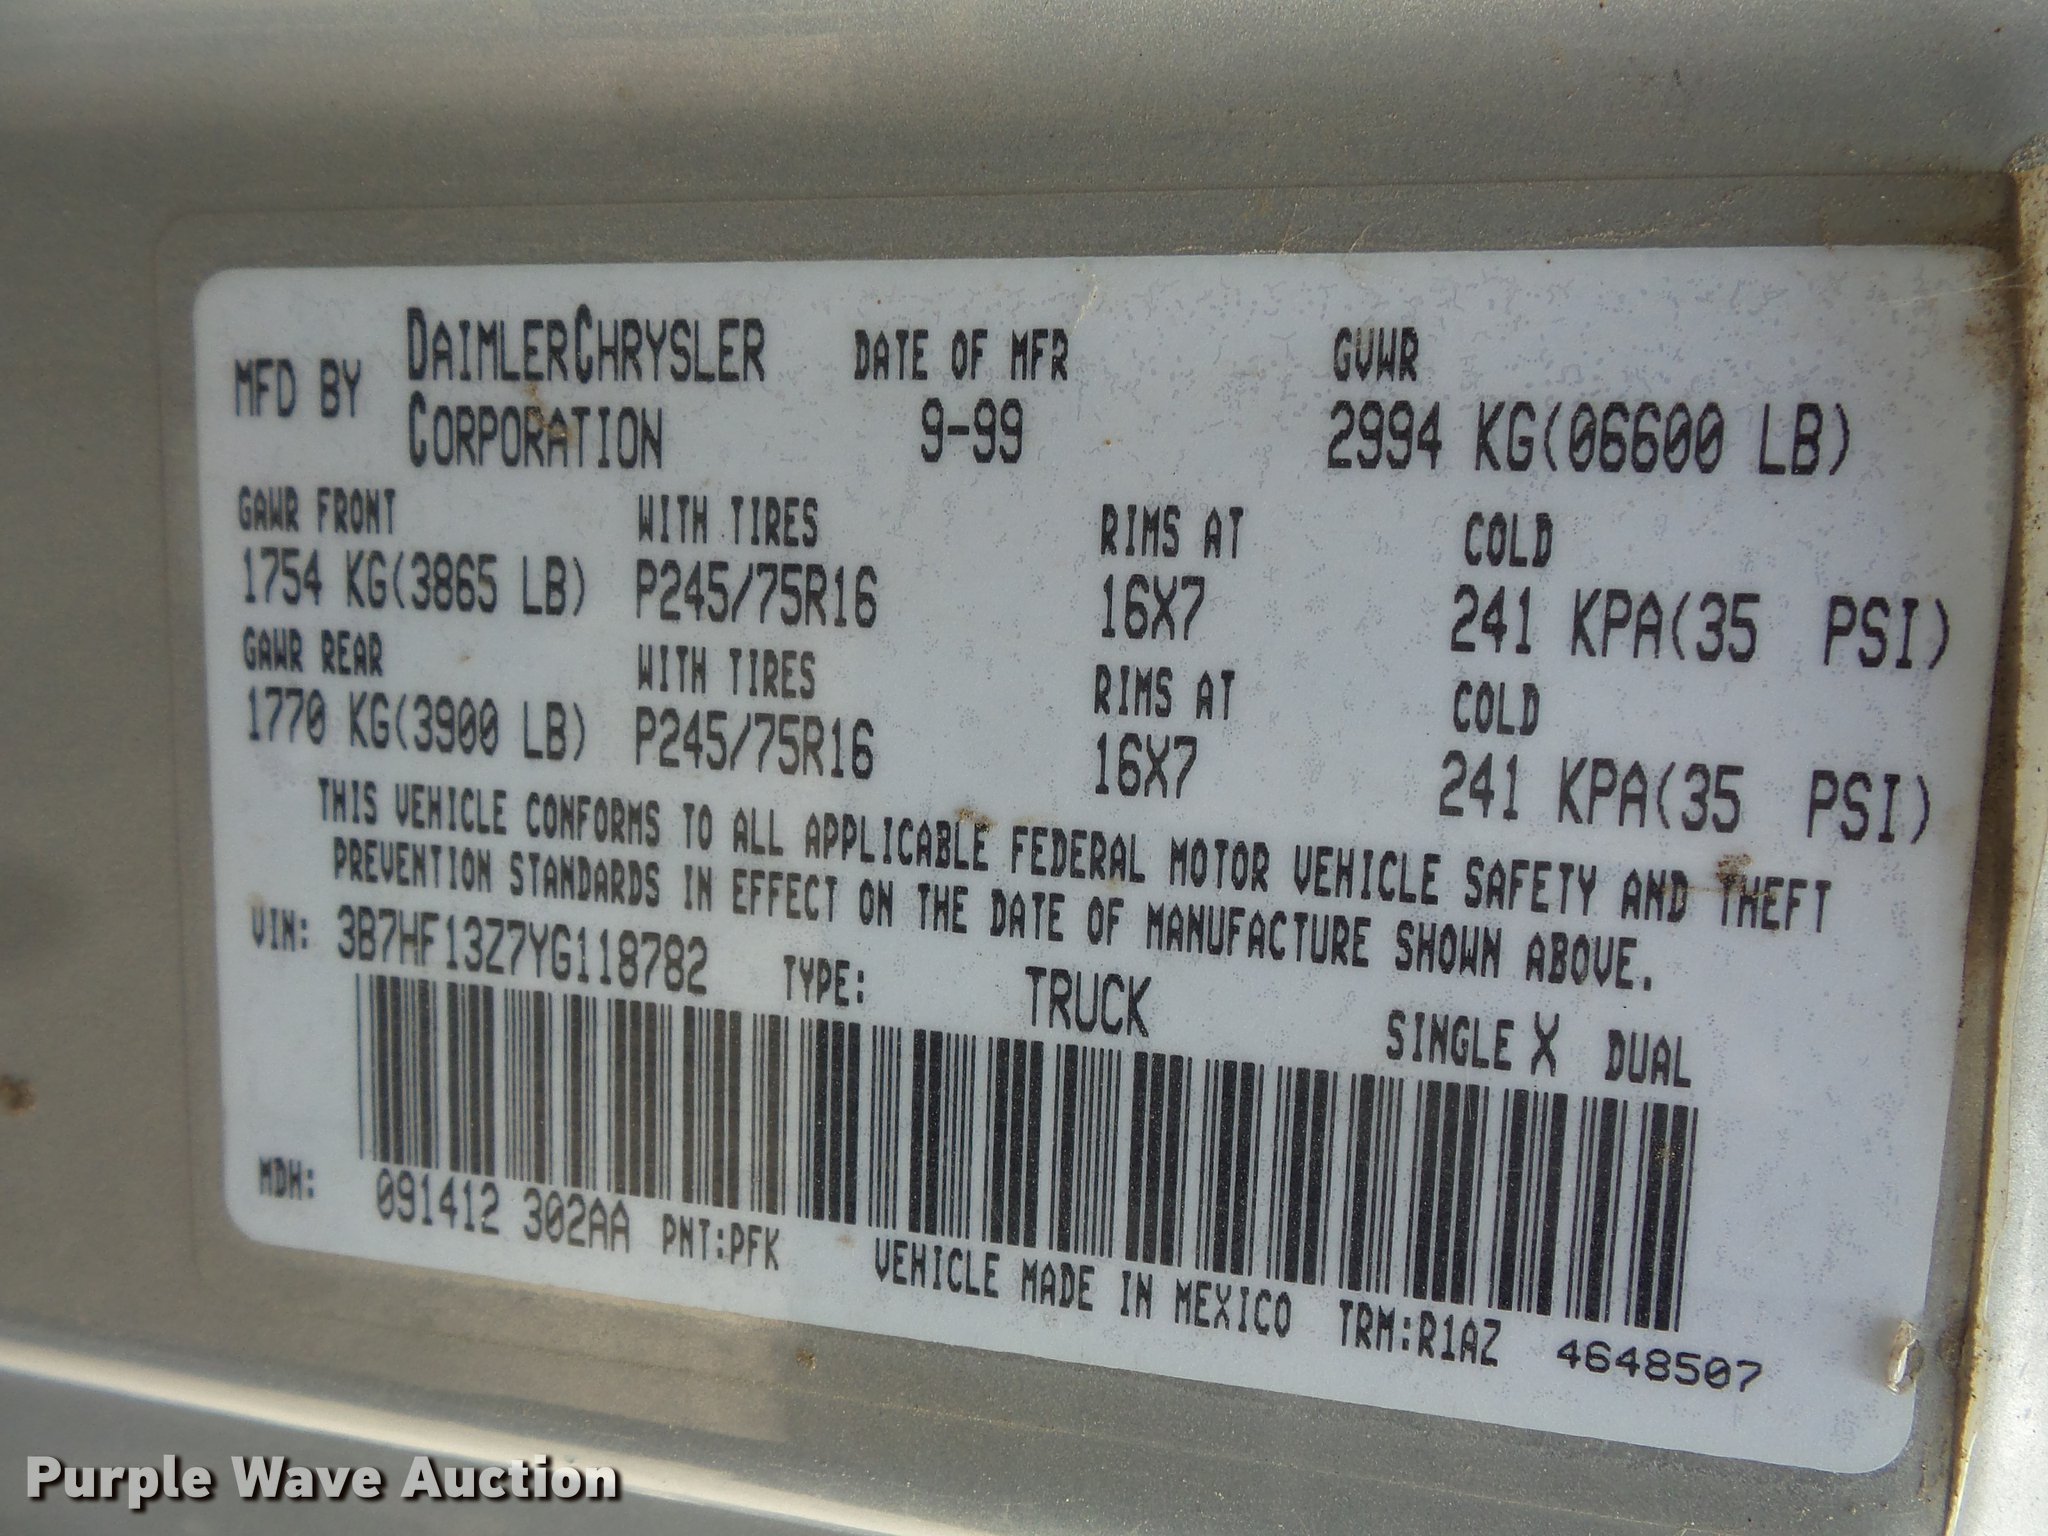 MFD BY DAIMLERCHRYSLER CORPORATION DATE OF MFR 9-99 GVWR 2994 KG(06600 LB)
GAWR FRONT WITH TIRES RIMS AT COLD
1754 KG(3865 LB) P245/75R16 16X7 241 KPA(35 PSI)
GAWR REAR WITH TIRES RIMS AT COLD
1770 KG(3900 LB) P245/75R16 16X7 241 KPA(35 PSI)
THIS VEHICLE CONFORMS TO ALL APPLICABLE FEDERAL MOTOR VEHICLE SAFETY AND THEFT
PREVENTION STANDARDS IN EFFECT ON THE DATE OF MANUFACTURE SHOWN ABOVE.
VIN: 3B7HF13Z7YG118782 TYPE: TRUCK SINGLE X DUAL
MDH: 091412 302AA PNT:PFK VEHICLE MADE IN MEXICO TRM:R1AZ 4648507
Purple Wave Auction